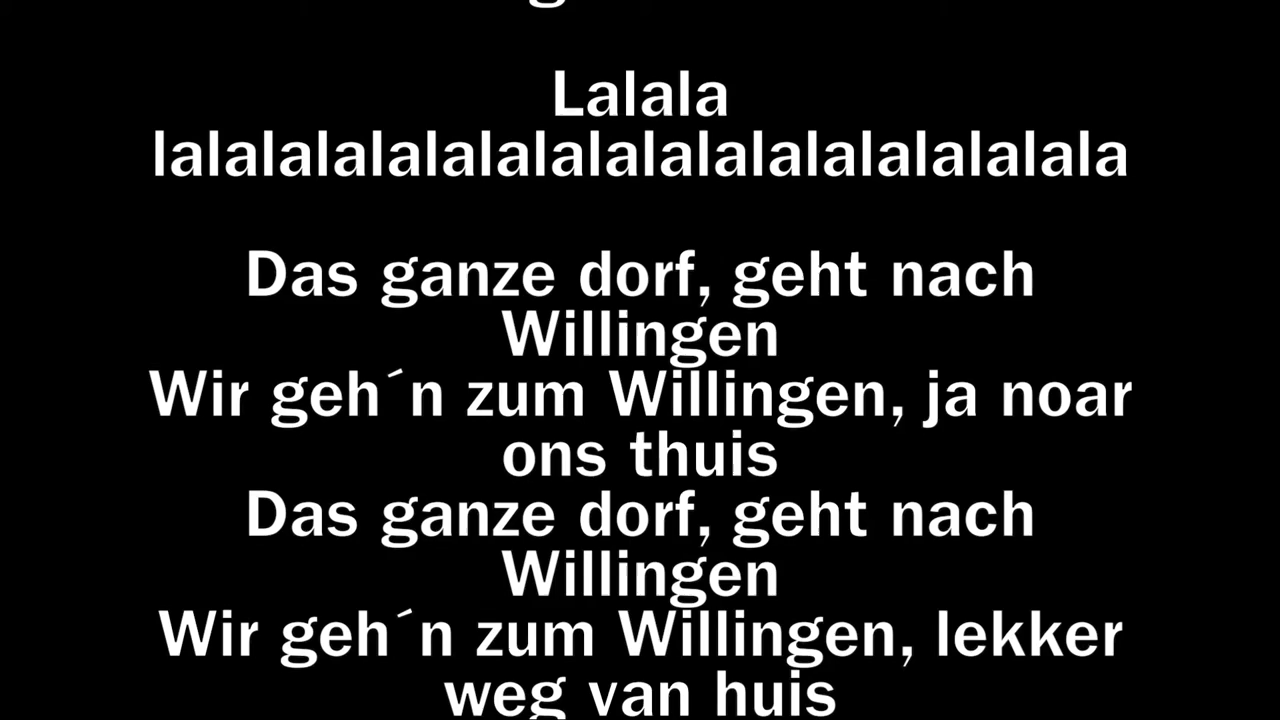 Lalala
lalalalalalalalalalalalalalalalalala
Das ganze dorf, geht nach
Willingen
Wir geh´n zum Willingen, ja noar
ons thuis
Das ganze dorf, geht nach
Willingen
Wir geh´n zum Willingen, lekker
weg van huis